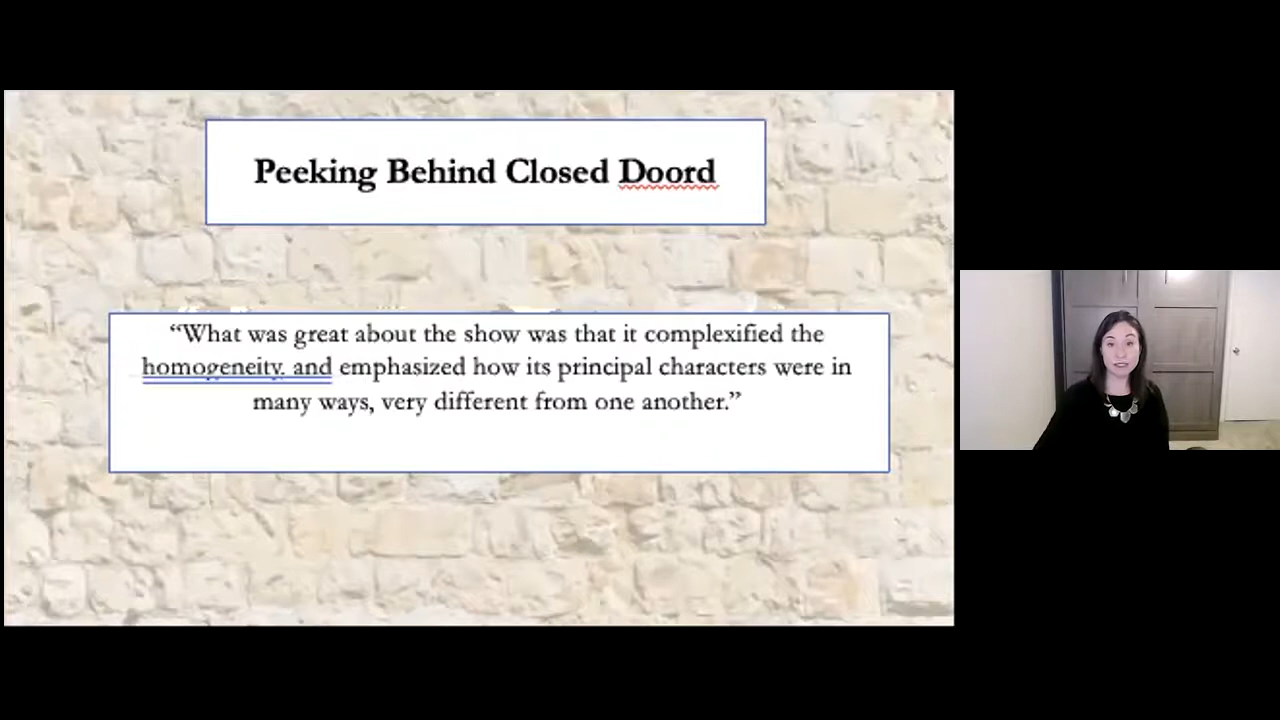 Peeking Behind Closed Doord
“What was great about the show was that it complexified the
homogeneity. and emphasized how its principal characters were in
many ways, very different from one another.”